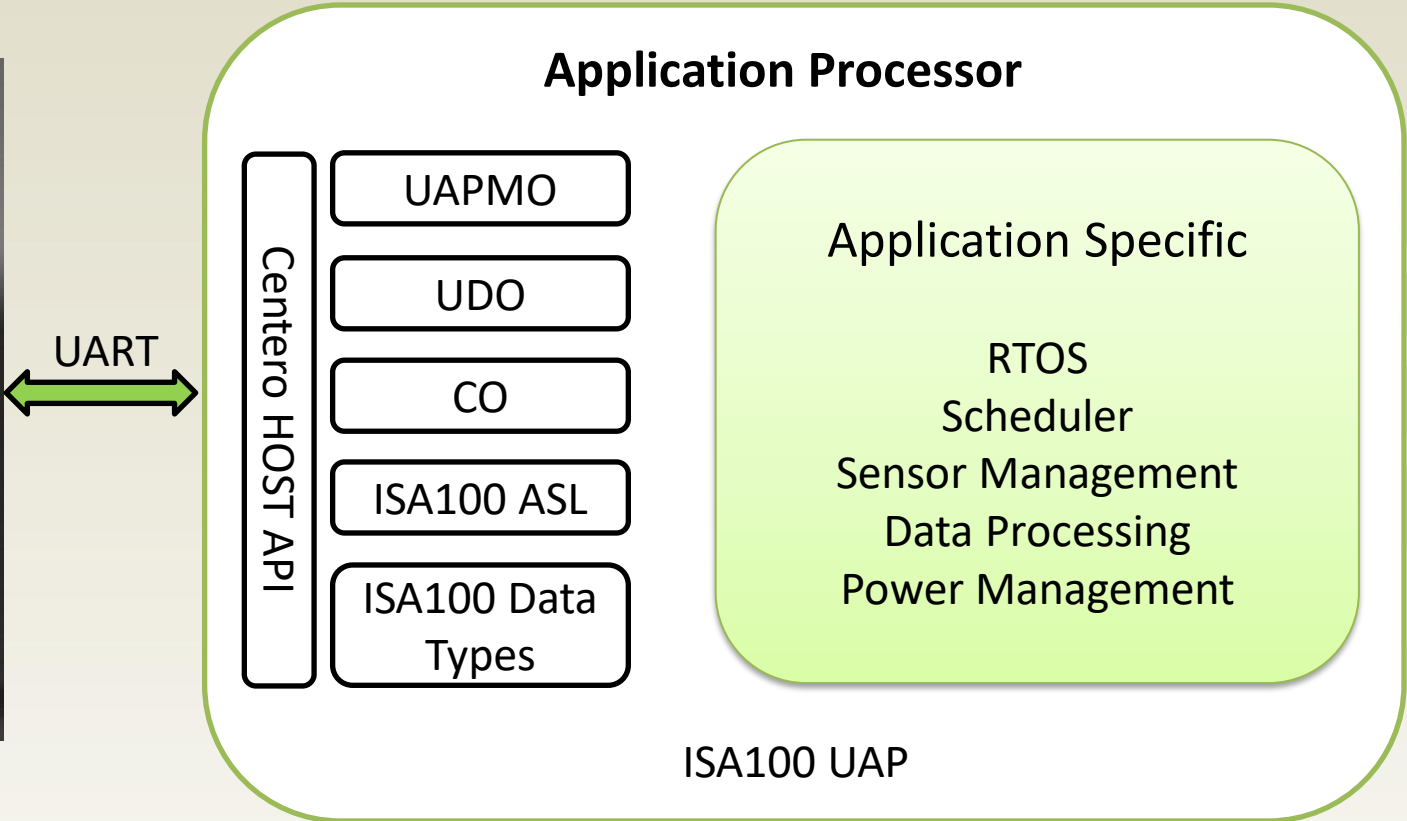 Application Processor
UART
Centero HOST API
UAPMO
UDO
CO
ISA100 ASL
ISA100 Data
Types
Application Specific
RTOS
Scheduler
Sensor Management
Data Processing
Power Management
ISA100 UAP